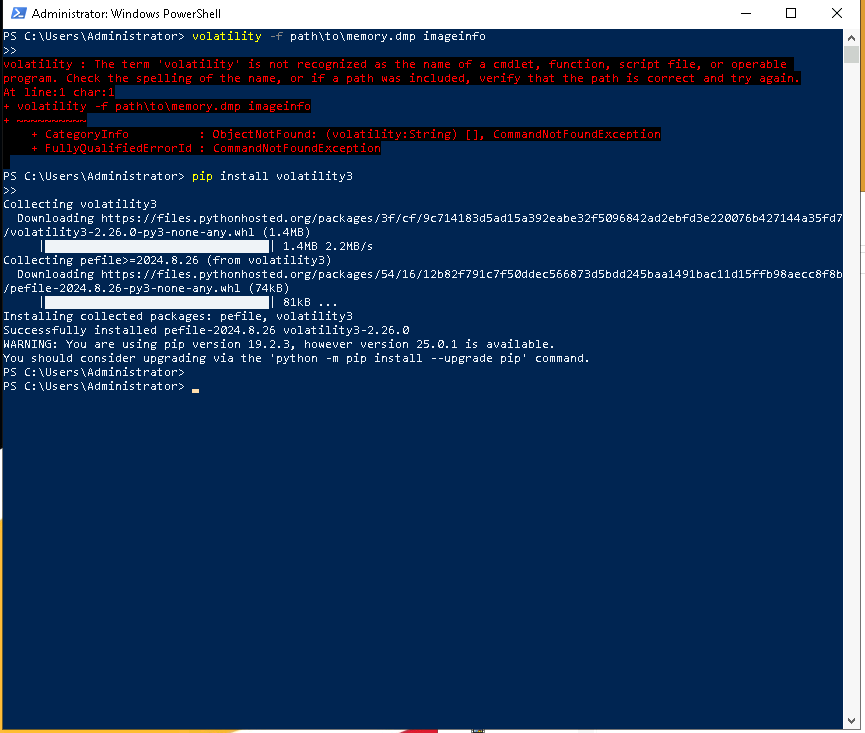 Administrator: Windows PowerShell
PS C:\Users\Administrator> volatility -f path\to\memory.dmp imageinfo
>>
volatility : The term 'volatility' is not recognized as the name of a cmdlet, function, script file, or operable
program. Check the spelling of the name, or if a path was included, verify that the path is correct and try again.
At line:1 char:1
+ volatility -f path\to\memory.dmp imageinfo
+ ~~~~~~~~~~
+ CategoryInfo : ObjectNotFound: (volatility:String) [], CommandNotFoundException
+ FullyQualifiedErrorId : CommandNotFoundException
PS C:\Users\Administrator> pip install volatility3
>>
Collecting volatility3
Downloading https://files.pythonhosted.org/packages/3f/cf/9c714183d5ad15a392eabe32f5096842ad2ebfd3e220076b427144a35fd7
/volatility3-2.26.0-py3-none-any.whl (1.4MB)
| | 1.4MB 2.2MB/s
Collecting pefile>=2024.8.26 (from volatility3)
Downloading https://files.pythonhosted.org/packages/54/16/12b82f791c7f50ddec566873d5bdd245baa1491bac11d15ffb98aecc8f8b
/pefile-2024.8.26-py3-none-any.whl (74kB)
| | 81kB ...
Installing collected packages: pefile, volatility3
Successfully installed pefile-2024.8.26 volatility3-2.26.0
WARNING: You are using pip version 19.2.3, however version 25.0.1 is available.
You should consider upgrading via the 'python -m pip install --upgrade pip' command.
PS C:\Users\Administrator>
PS C:\Users\Administrator>